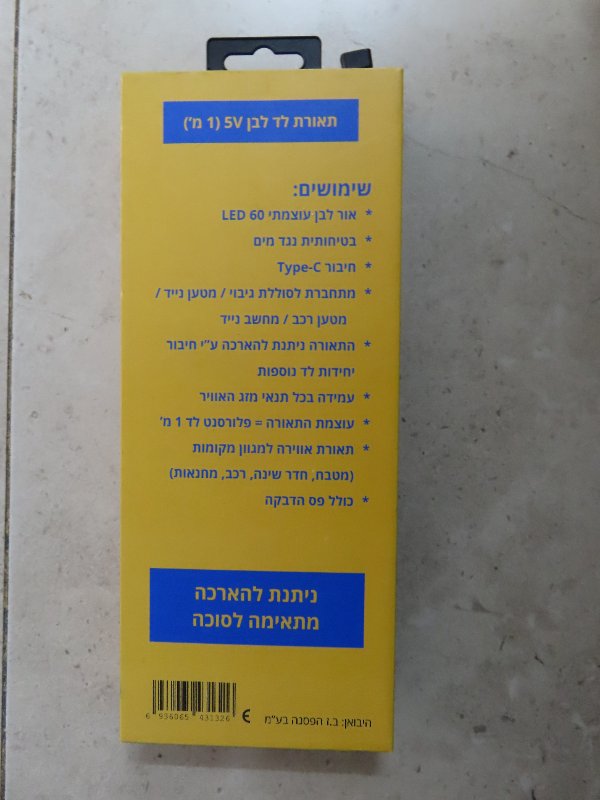 תאורת לד לבן 5V (1 מ')
שימושים:
* אור לבן עוצמתי 60 LED
* בטיחותית נגד מים
* חיבור Type-C
* מתחברת לסוללת גיבוי / מטען נייד /
מטען רכב / מחשב נייד
* התאורה ניתנת להארכה ע"י חיבור
יחידות לד נוספות
* עמידה בכל תנאי מזג האוויר
* עוצמת התאורה = פלורסנט לד 1 מ'
* תאורת אווירה למגוון מקומות
(מטבח, חדר שינה, רכב, מחנאות)
* כולל פס הדבקה
ניתנת להארכה
מתאימה לסוכה
היבואן: ב.ז הפסגה בע"מ CE
6 936065 431326